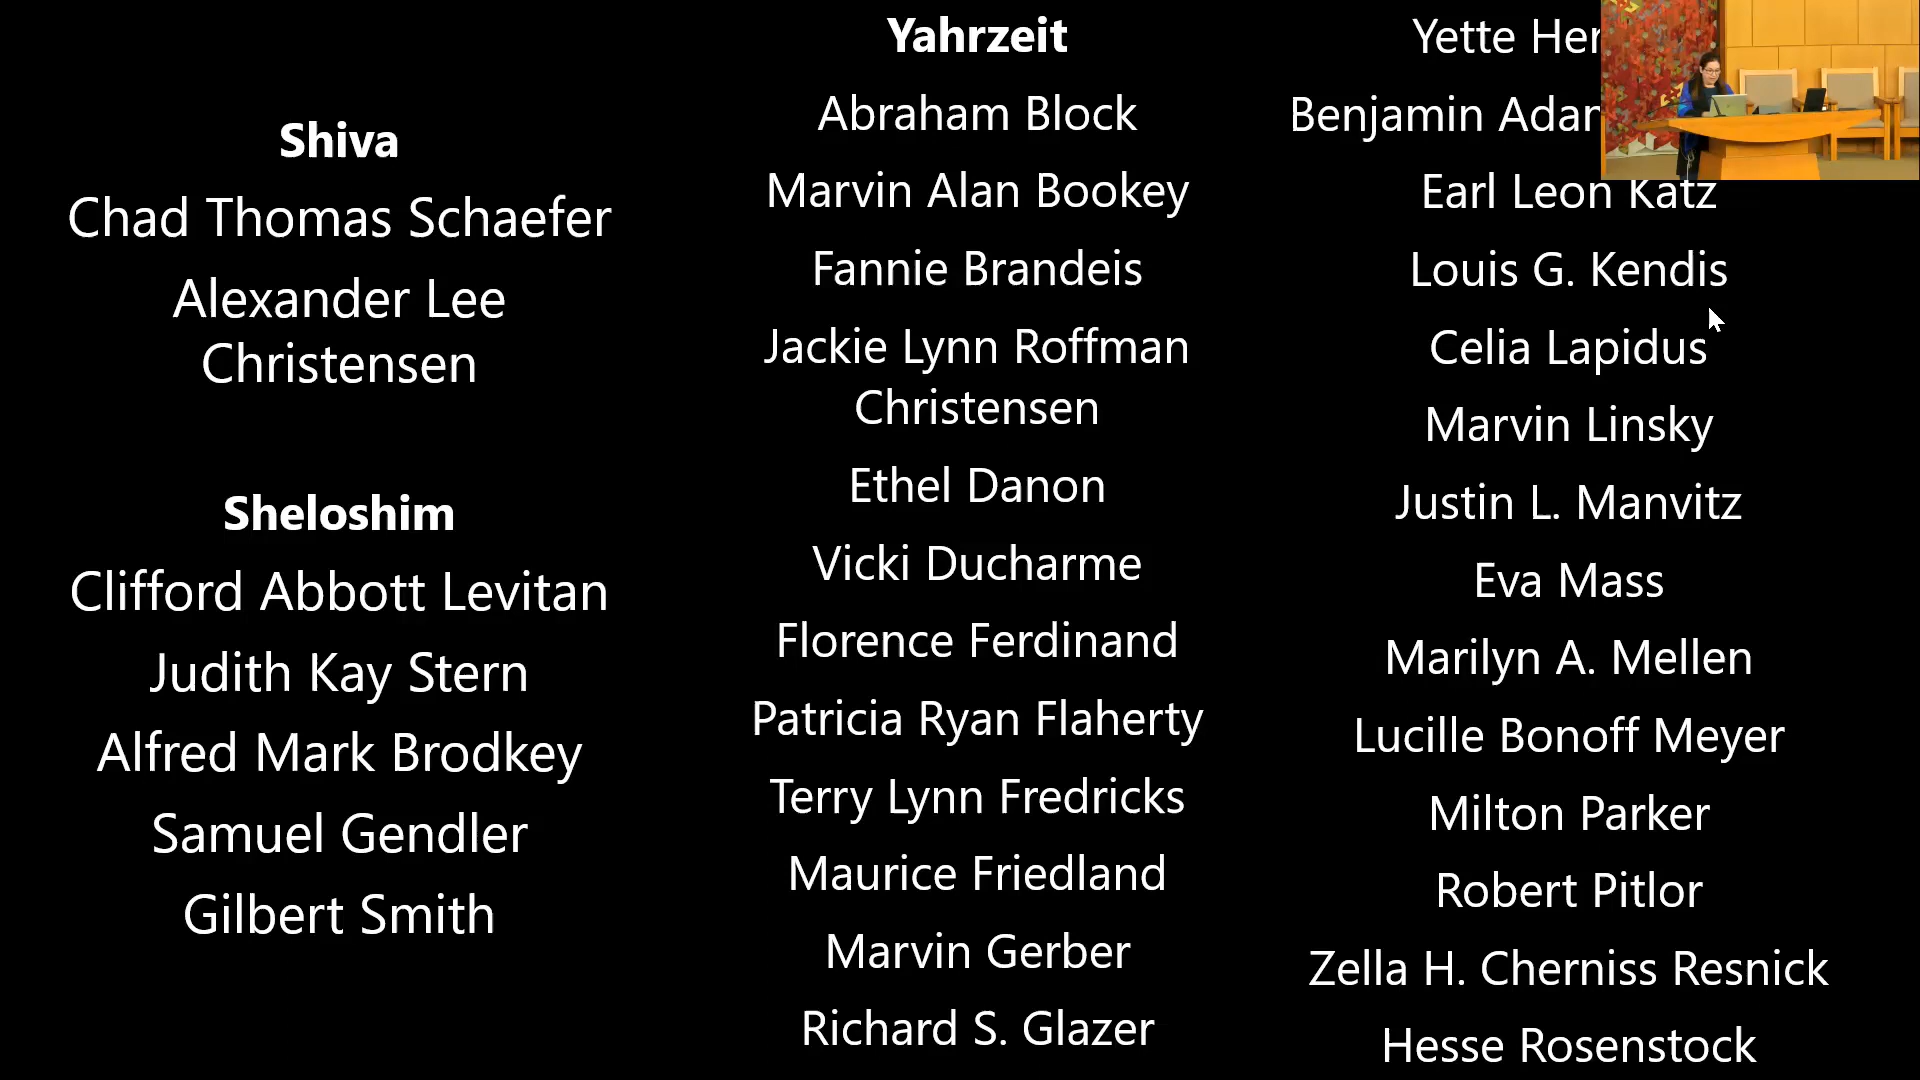 Shiva
Chad Thomas Schaefer
Alexander Lee
Christensen
Sheloshim
Clifford Abbott Levitan
Judith Kay Stern
Alfred Mark Brodkey
Samuel Gendler
Gilbert Smith
Yahrzeit
Abraham Block
Marvin Alan Bookey
Fannie Brandeis
Jackie Lynn Roffman
Christensen
Ethel Danon
Vicki Ducharme
Florence Ferdinand
Patricia Ryan Flaherty
Terry Lynn Fredricks
Maurice Friedland
Marvin Gerber
Richard S. Glazer
Yette
Benjamin
Earl Leon Katz
Louis G. Kendis
Celia Lapidus
Marvin Linsky
Justin L. Manvitz
Eva Mass
Marilyn A. Mellen
Lucille Bonoff Meyer
Milton Parker
Robert Pitlor
Zella H. Cherniss Resnick
Hesse Rosenstock